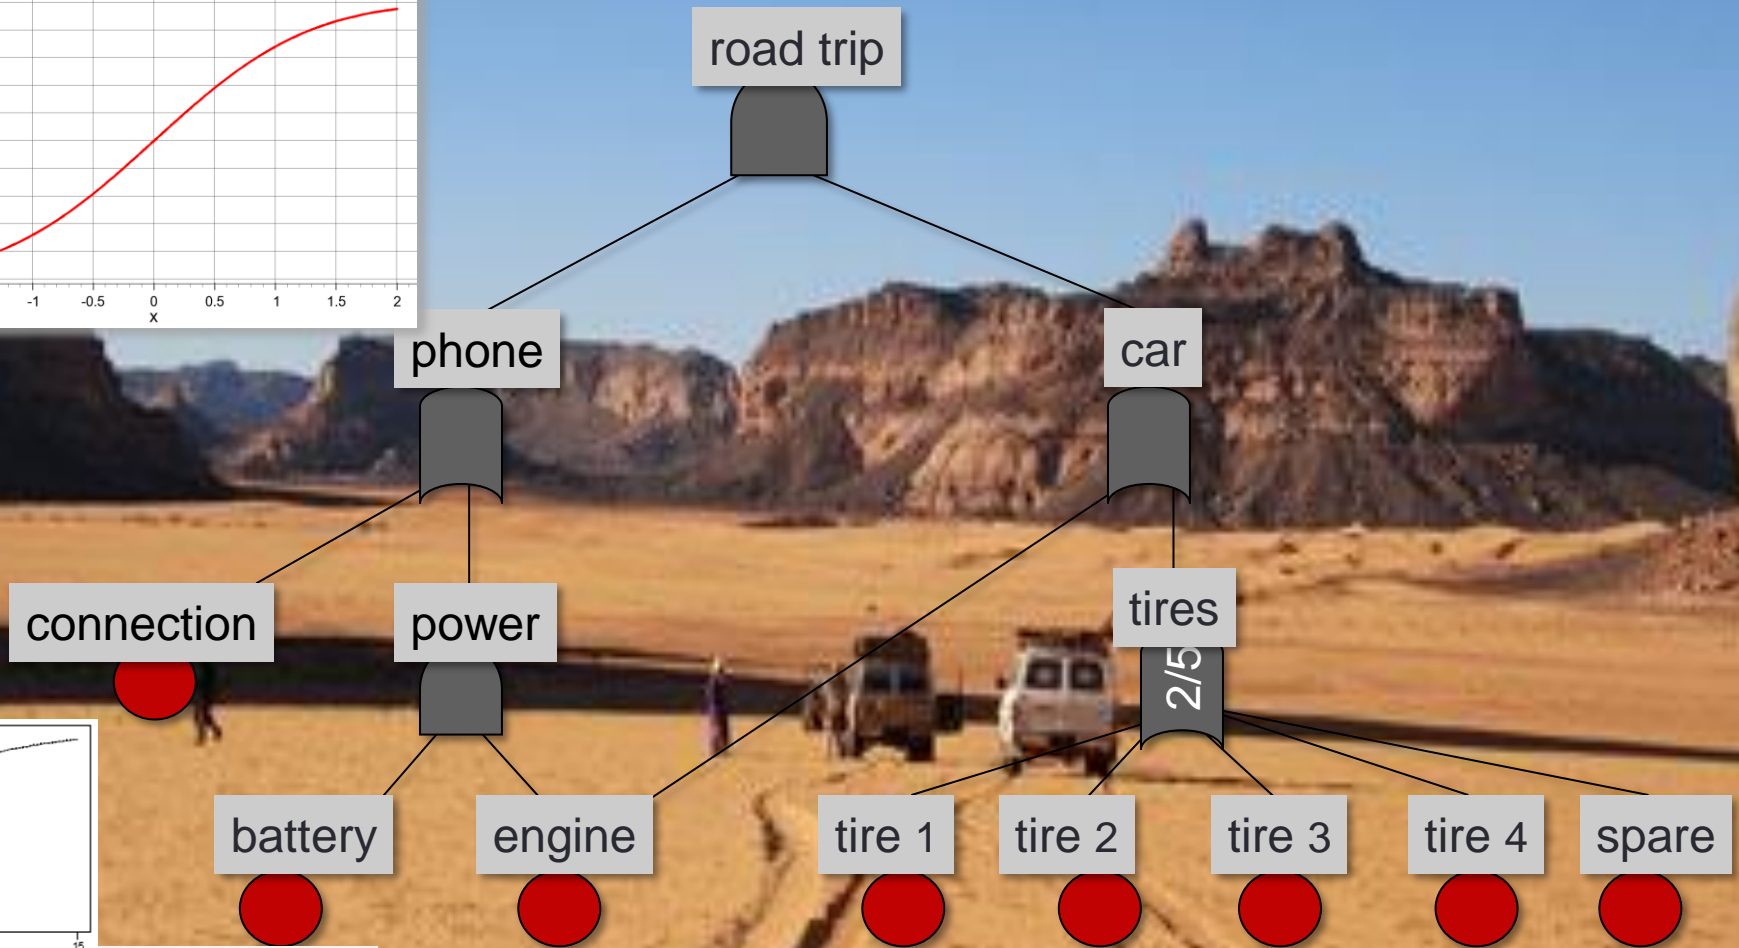 road trip
-1 -0.5 0 0.5 1 1.5 2
x
phone
car
connection
power
tires
2/5
battery
engine
tire 1
tire 2
tire 3
tire 4
spare
15